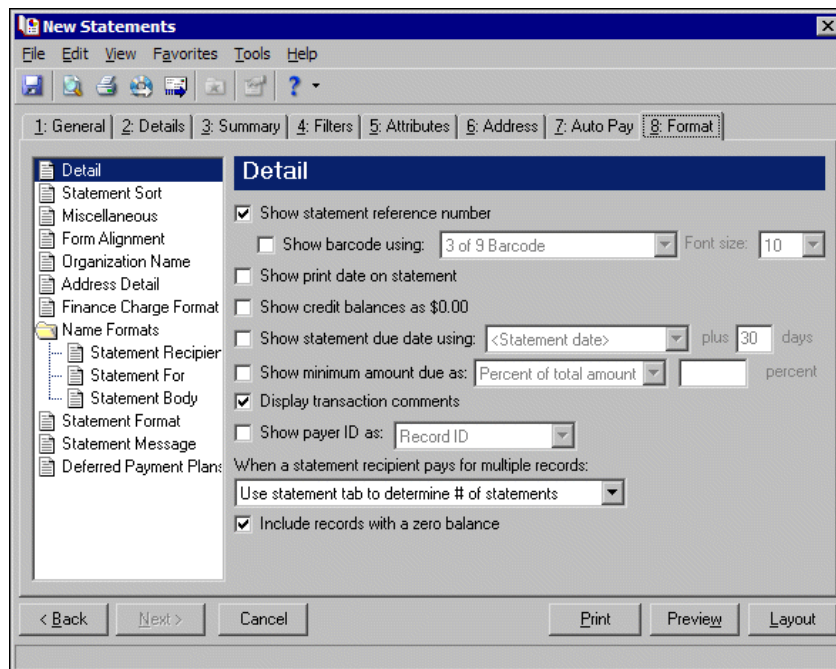 New Statements
File Edit View Favorites Tools Help
1: General 2: Details 3: Summary 4: Filters 5: Attributes 6: Address 7: Auto Pay 8: Format
Detail
Statement Sort
Miscellaneous
Form Alignment
Organization Name
Address Detail
Finance Charge Format
Name Formats
Statement Recipien
Statement For
Statement Body
Statement Format
Statement Message
Deferred Payment Plans
Detail
Show statement reference number
Show barcode using: 3 of 9 Barcode Font size: 10
Show print date on statement
Show credit balances as $0.00
Show statement due date using: <Statement date> plus 30 days
Show minimum amount due as: Percent of total amount percent
Display transaction comments
Show payer ID as: Record ID
When a statement recipient pays for multiple records:
Use statement tab to determine # of statements
Include records with a zero balance
< Back Next > Cancel Print Preview Layout